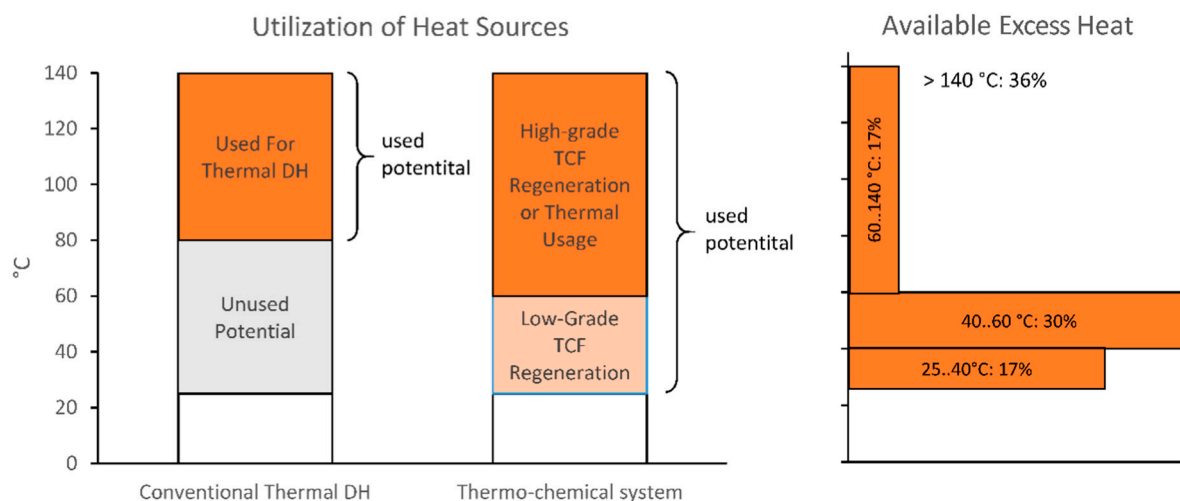 Utilization of Heat Sources
°C
140
120
100
80
60
40
20
0
Used For
Thermal DH
Unused
Potential
used
potentital
High-grade
TCF
Regeneration
or Thermal
Usage
Low-Grade
TCF
Regeneration
used
potentital
Conventional Thermal DH
Thermo-chemical system
Available Excess Heat
> 140 °C: 36%
60..140 °C: 17%
40..60 °C: 30%
25..40°C: 17%